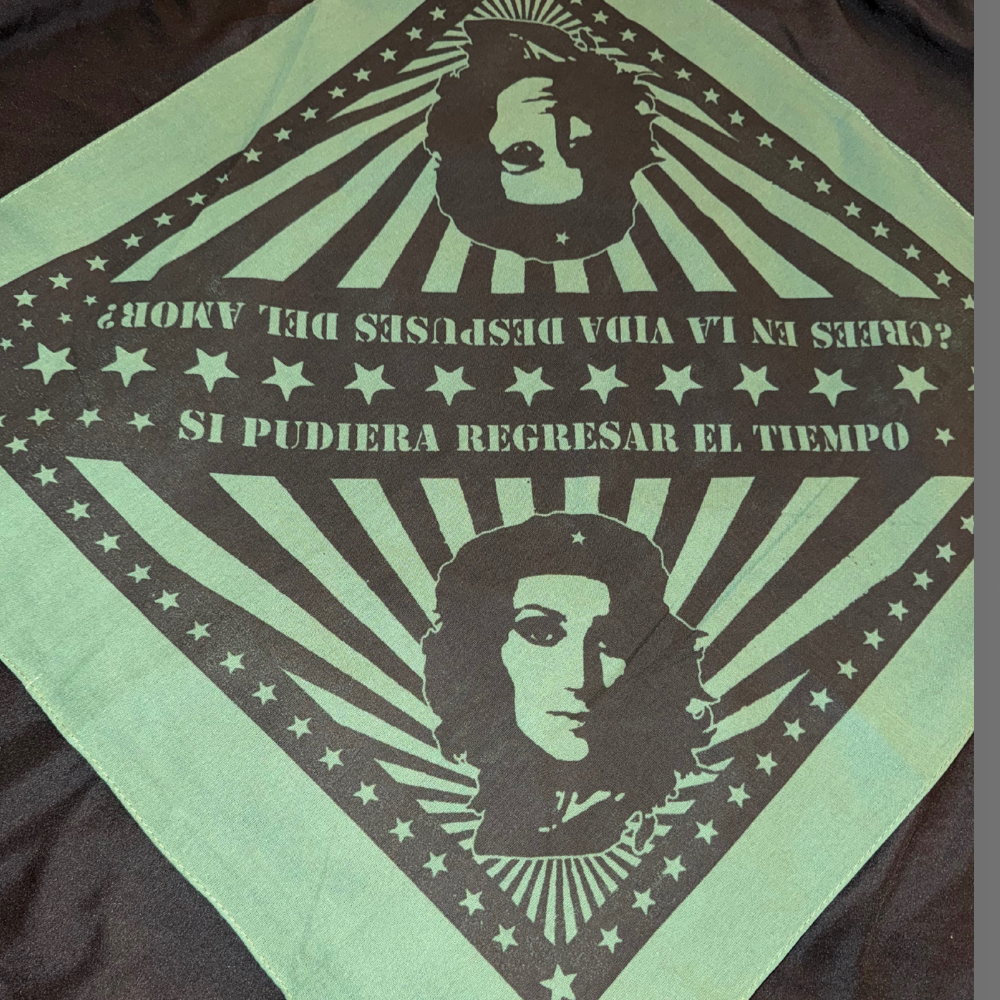 ¿CREES EN LA VIDA DESPUSES DEL AMOR?
SI PUDIERA REGRESAR EL TIEMPO